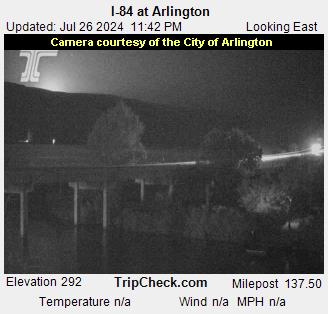 I-84 at Arlington
Updated: Jul 26 2024 11:42 PM Looking East
Camera courtesy of the City of Arlington
Elevation 292 TripCheck.com Milepost 137.50
Temperature n/a Wind n/a MPH n/a